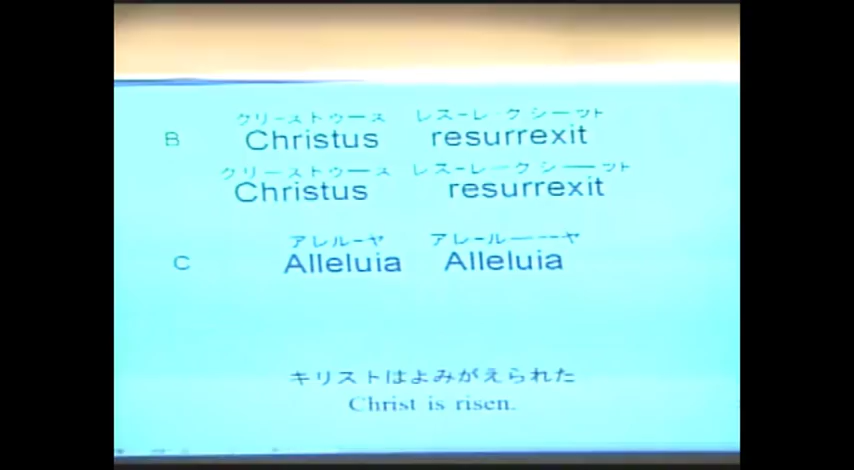 クリーストゥース レスーレークシーット
B Christus resurrexit
クリーストゥース レスーレークシーット
Christus resurrexit
アレルーヤ アレールーーーヤ
C Alleluia Alleluia
キリストはよみがえられた
Christ is risen.